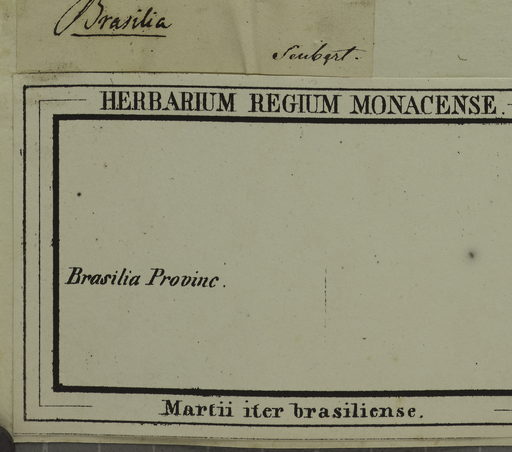 Brasilia
Seubert.
HERBARIUM REGIUM MONACENSE.
Brasilia Provinc.
Martii iter brasiliense.